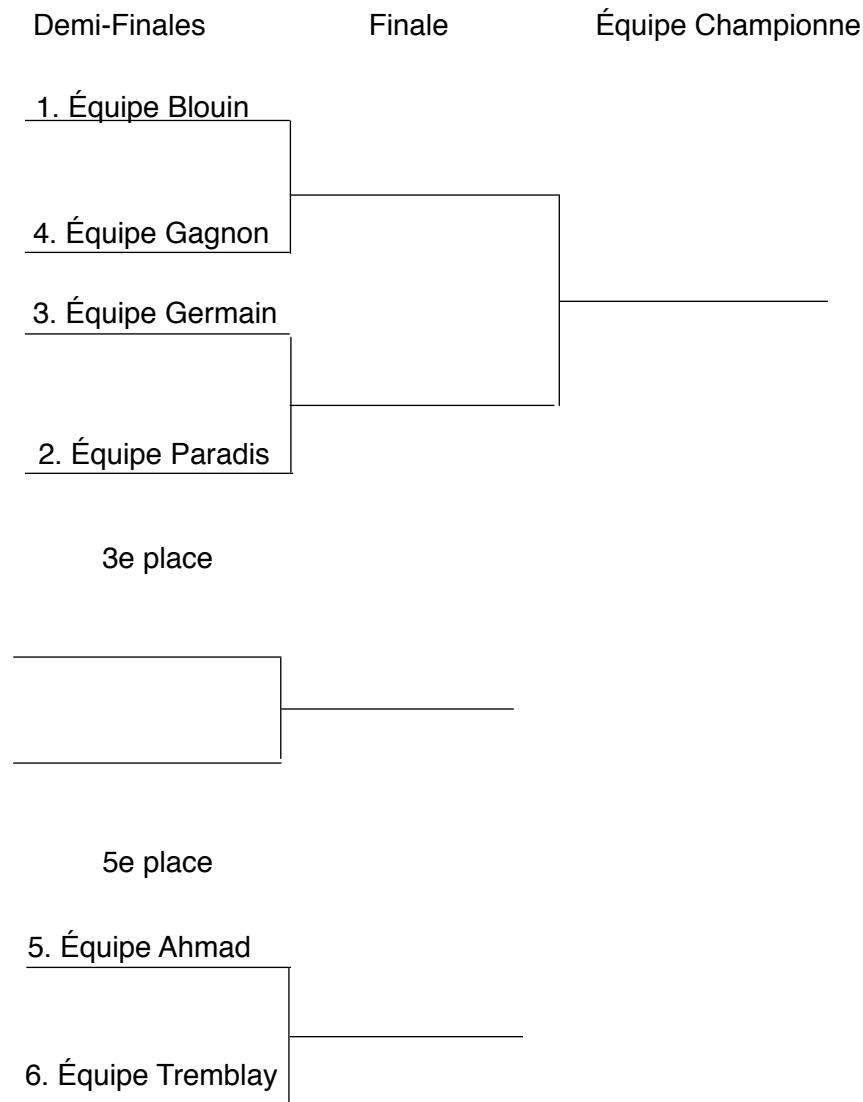 Demi-Finales Finale Équipe Championne
1. Équipe Blouin
4. Équipe Gagnon
3. Équipe Germain
2. Équipe Paradis
3e place
5e place
5. Équipe Ahmad
6. Équipe Tremblay